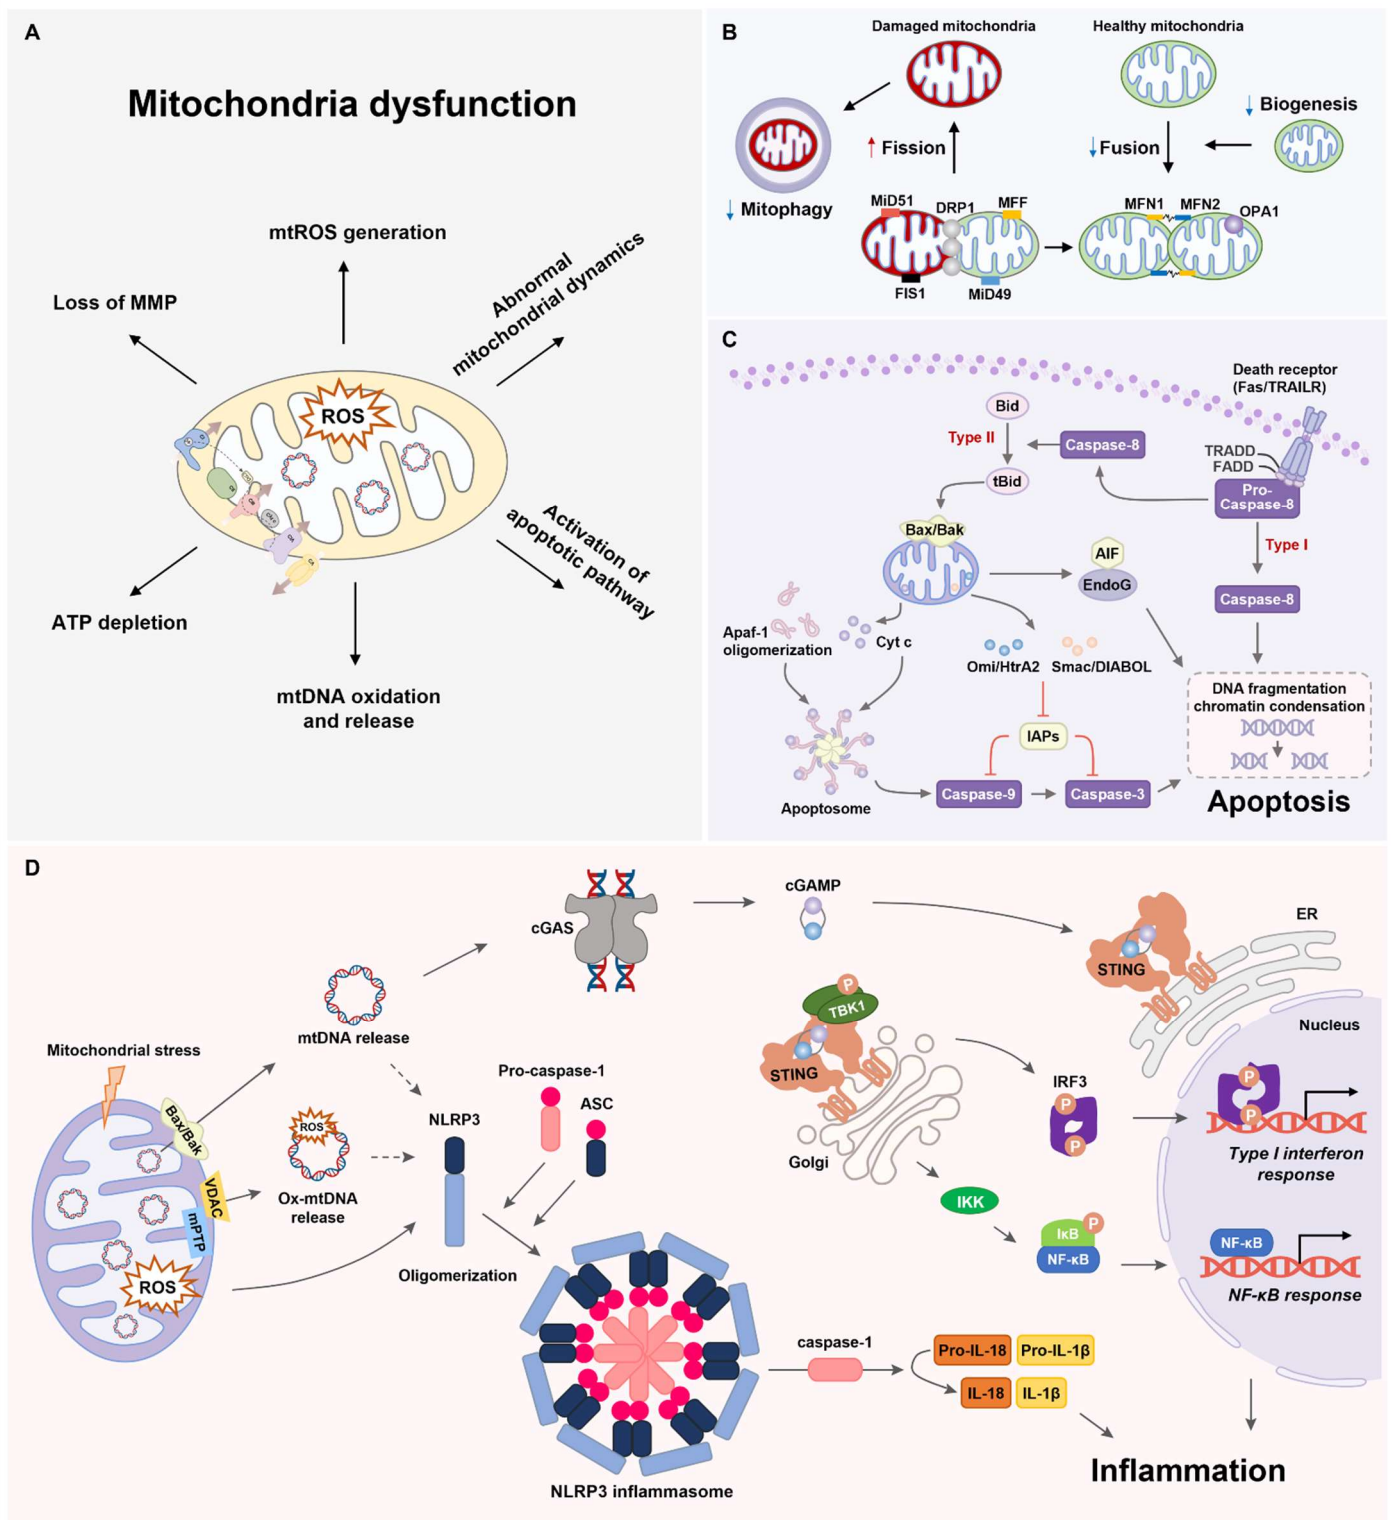 A
Mitochondria dysfunction
mtROS generation
Loss of MMP
Abnormal
mitochondrial dynamics
ROS
ATP depletion
Activation of
apoptotic pathway
mtDNA oxidation
and release
B
Damaged mitochondria
Healthy mitochondria
↓ Biogenesis
↑ Fission
↓ Fusion
↓ Mitophagy
MiD51
DRP1
MFF
MFN1
MFN2
OPA1
FIS1
MiD49
C
Death receptor
(Fas/TRAILR)
Bid
Type II
Caspase-8
TRADD
FADD
tBid
Pro-
Caspase-8
Bax/Bak
Type I
AIF
EndoG
Caspase-8
Apaf-1
oligomerization
Cyt c
Omi/HtrA2
Smac/DIABOL
DNA fragmentation
chromatin condensation
IAPs
Caspase-9
Caspase-3
Apoptosome
Apoptosis
D
cGAS
cGAMP
ER
STING
mtDNA release
P
TBK1
STING
Nucleus
Mitochondrial stress
Pro-caspase-1
IRF3
P
P
P
P
ASC
Bax/Bak
ROS
NLRP3
Golgi
Type I interferon
response
VDAC
Ox-mtDNA
release
IKK
mPTP
IκB
P
NF-κB
NF-κB
ROS
Oligomerization
NF-κB response
caspase-1
Pro-IL-18
Pro-IL-1β
IL-18
IL-1β
Inflammation
NLRP3 inflammasome